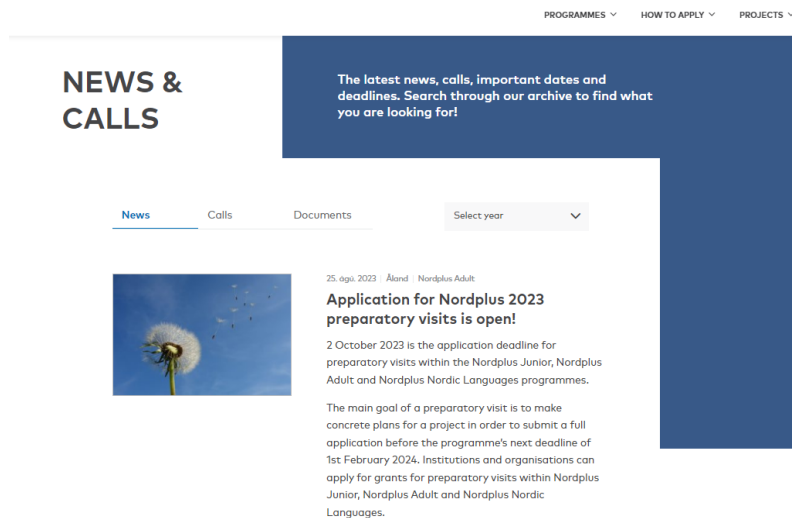 PROGRAMMES
HOW TO APPLY
PROJECTS
NEWS &
CALLS
The latest news, calls, important dates and
deadlines. Search through our archive to find what
you are looking for!
News
Calls
Documents
Select year
25. ágú. 2023 | Åland | Nordplus Adult
Application for Nordplus 2023
preparatory visits is open!
2 October 2023 is the application deadline for
preparatory visits within the Nordplus Junior, Nordplus
Adult and Nordplus Nordic Languages programmes.
The main goal of a preparatory visit is to make
concrete plans for a project in order to submit a full
application before the programme's next deadline of
1st February 2024. Institutions and organisations can
apply for grants for preparatory visits within Nordplus
Junior, Nordplus Adult and Nordplus Nordic
Languages.